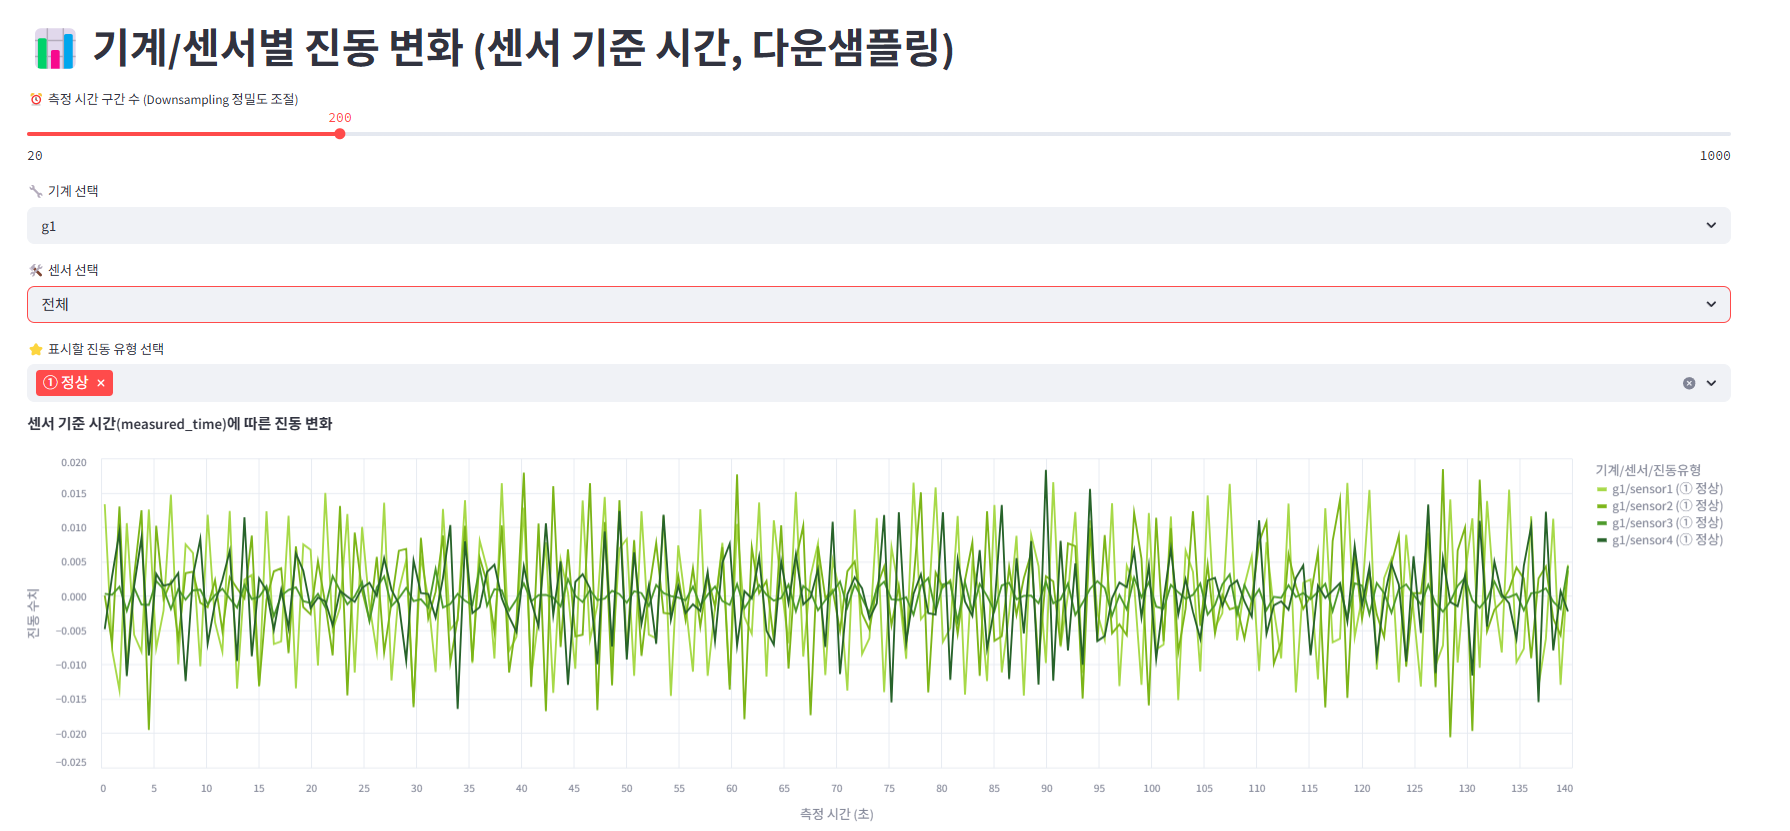 기계/센서별 진동 변화 (센서 기준 시간, 다운샘플링)
측정 시간 구간 수 (Downsampling 정밀도 조절)
200
20 1000
기계 선택
g1
센서 선택
전체
표시할 진동 유형 선택
① 정상 ×
센서 기준 시간(measured_time)에 따른 진동 변화
진동 수치
0.020
0.015
0.010
0.005
0.000
−0.005
−0.010
−0.015
−0.020
−0.025
0 5 10 15 20 25 30 35 40 45 50 55 60 65 70 75 80 85 90 95 100 105 110 115 120 125 130 135 140
측정 시간 (초)
기계/센서/진동유형
g1/sensor1 (① 정상)
g1/sensor2 (① 정상)
g1/sensor3 (① 정상)
g1/sensor4 (① 정상)